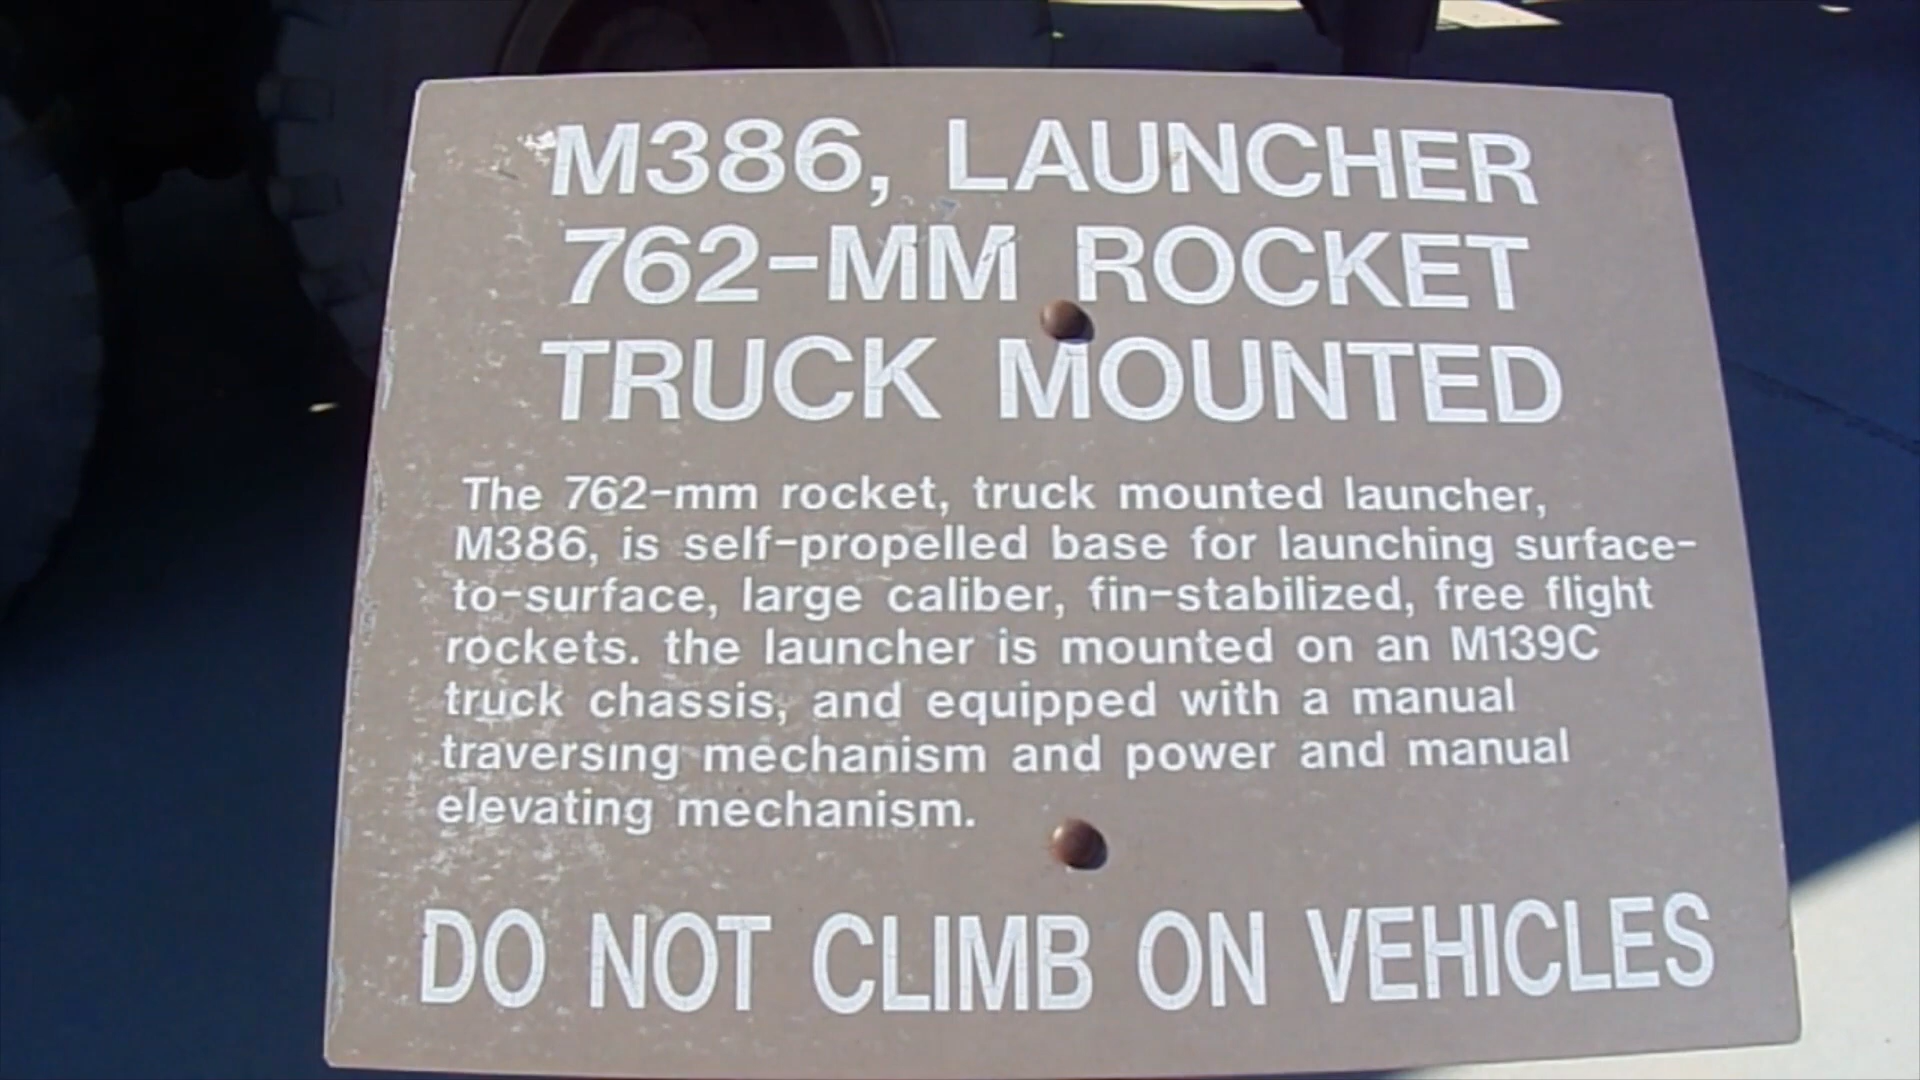 M386, LAUNCHER
762-MM ROCKET
TRUCK MOUNTED
The 762-mm rocket, truck mounted launcher,
M386, is self-propelled base for launching surface-
to-surface, large caliber, fin-stabilized, free flight
rockets. the launcher is mounted on an M139C
truck chassis, and equipped with a manual
traversing mechanism and power and manual
elevating mechanism.
DO NOT CLIMB ON VEHICLES